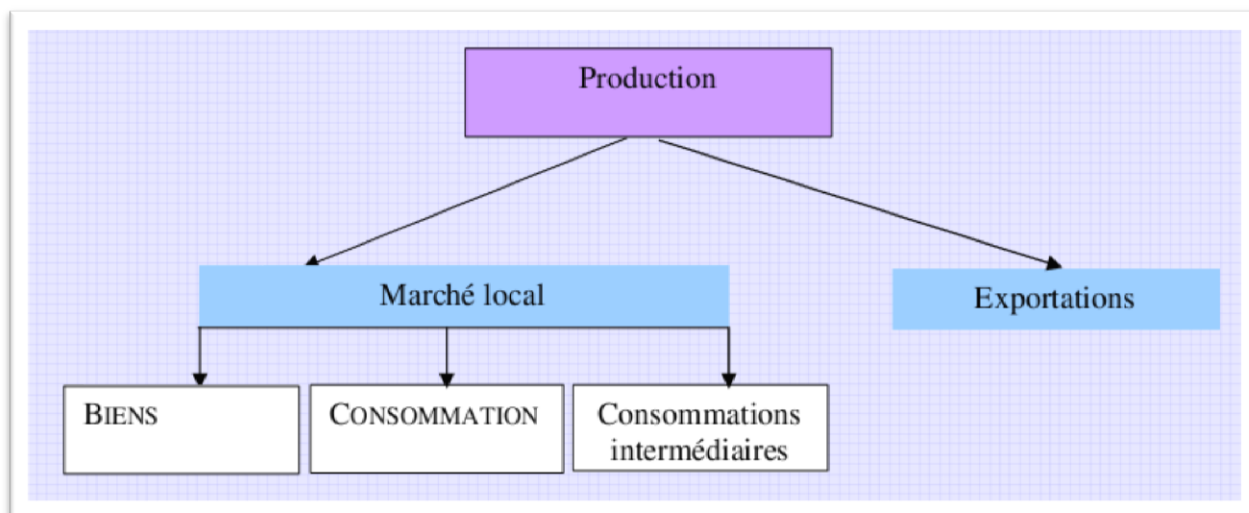 Production
Marché local
Exportations
BIENS
CONSOMMATION
Consommations
intermédiaires